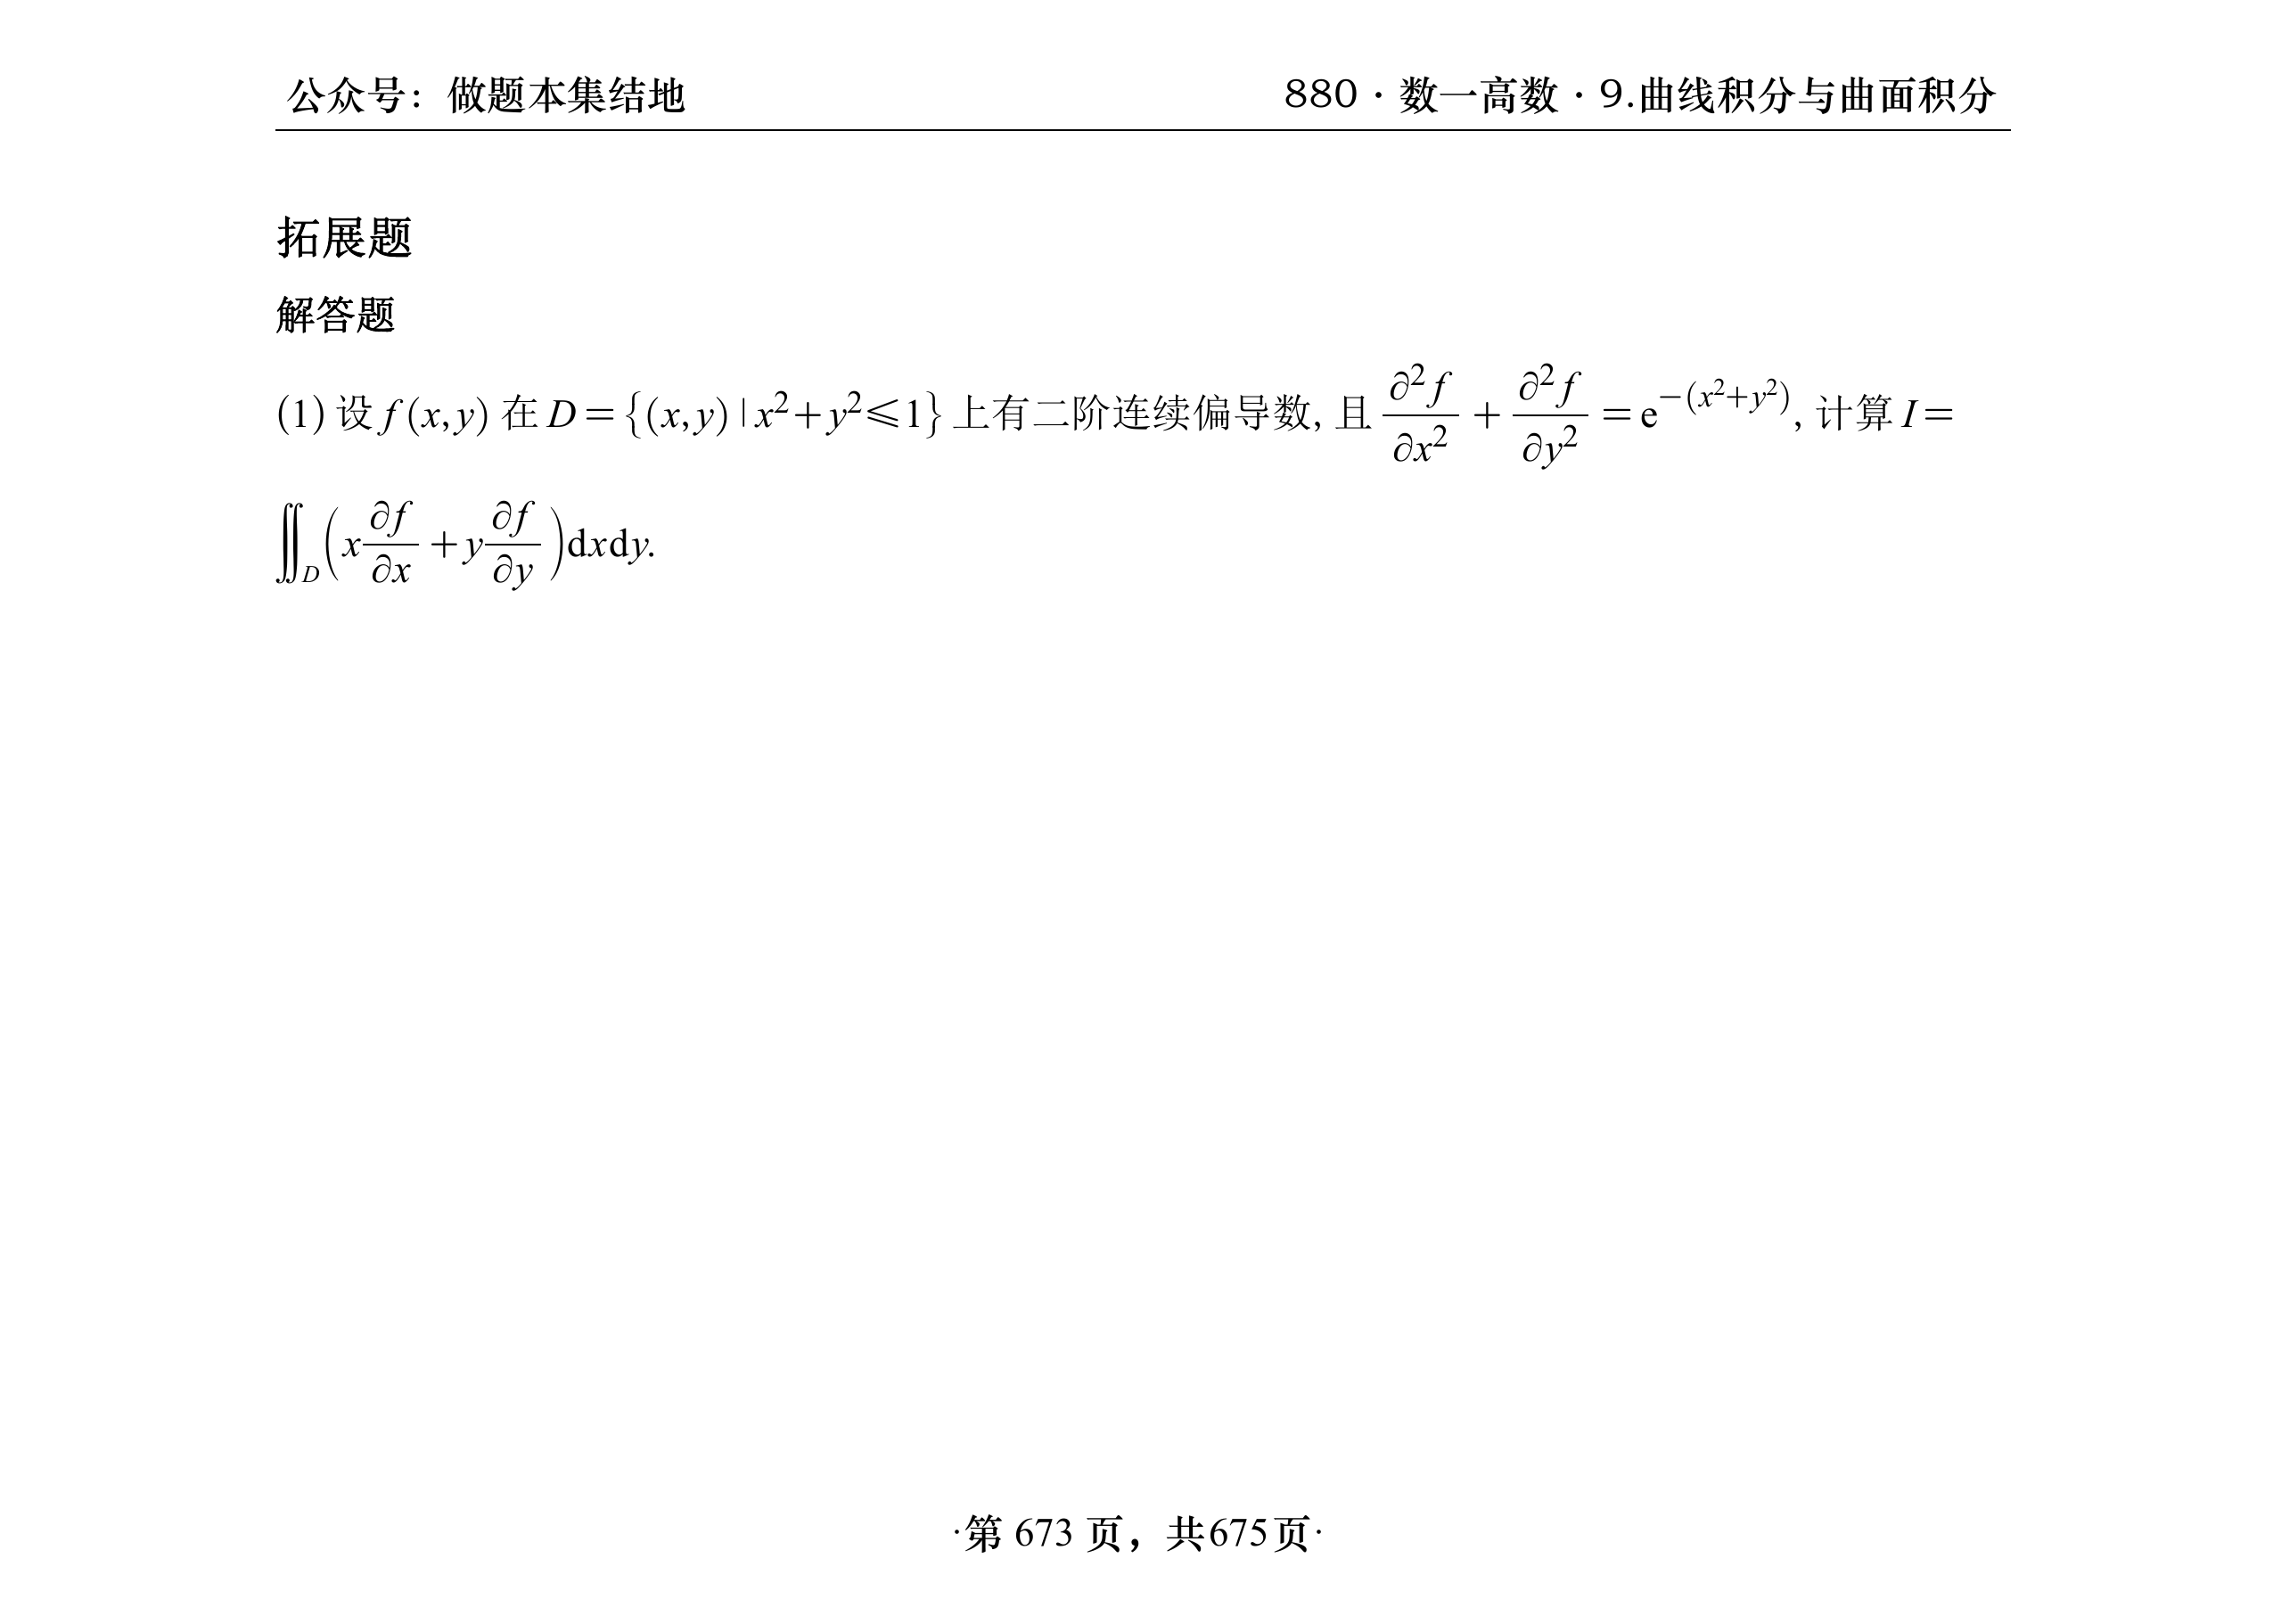 公众号：做题本集结地 880 · 数一高数 · 9.曲线积分与曲面积分
拓展题
解答题
(1) 设 $f(x,y)$ 在 $D=\{(x,y)\mid x^2+y^2\leqslant 1\}$ 上有二阶连续偏导数, 且 $\frac{\partial^2 f}{\partial x^2}+\frac{\partial^2 f}{\partial y^2}=\mathrm{e}^{-(x^2+y^2)}$, 计算 $I=$
$\iint_D\left(x\frac{\partial f}{\partial x}+y\frac{\partial f}{\partial y}\right)\mathrm{d}x\mathrm{d}y.$
·第 673 页，共675页·